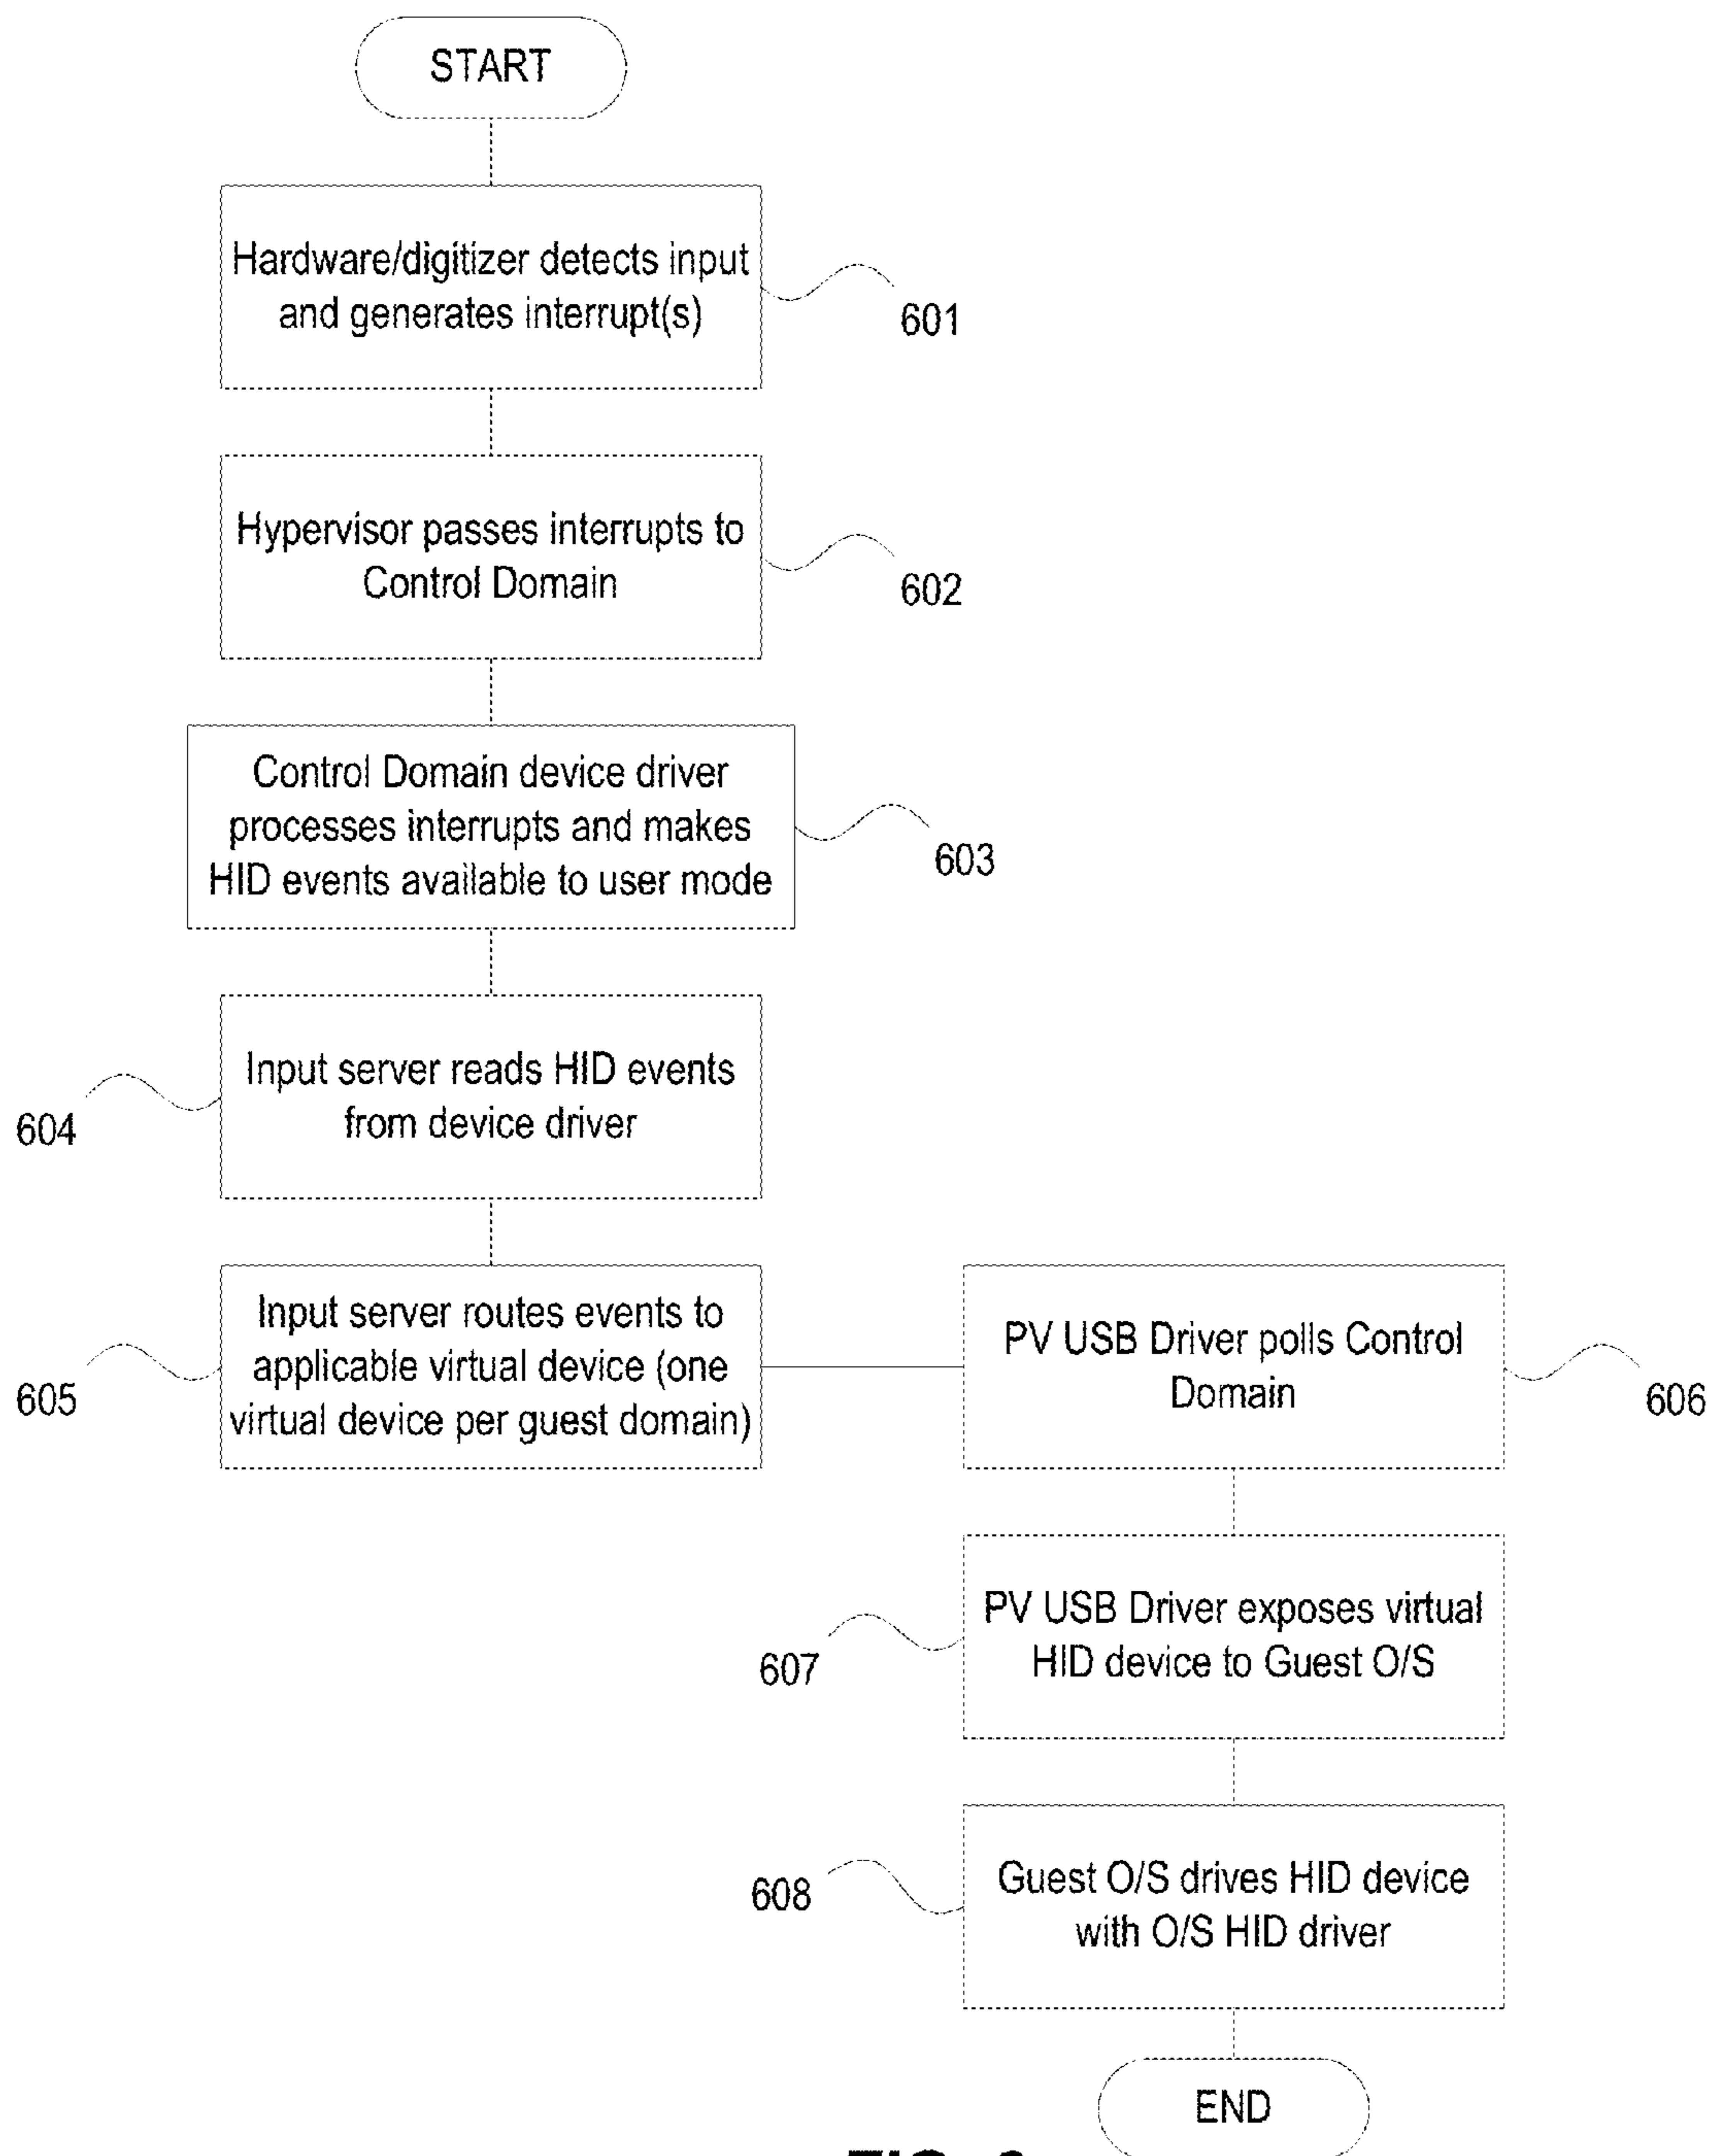 START
Hardware/digitizer detects input
and generates interrupt(s)
601
Hypervisor passes interrupts to
Control Domain
602
Control Domain device driver
processes interrupts and makes
HID events available to user mode
603
Input server reads HID events
from device driver
604
Input server routes events to
applicable virtual device (one
virtual device per guest domain)
605
PV USB Driver polls Control
Domain
606
PV USB Driver exposes virtual
HID device to Guest O/S
607
Guest O/S drives HID device
with O/S HID driver
608
END